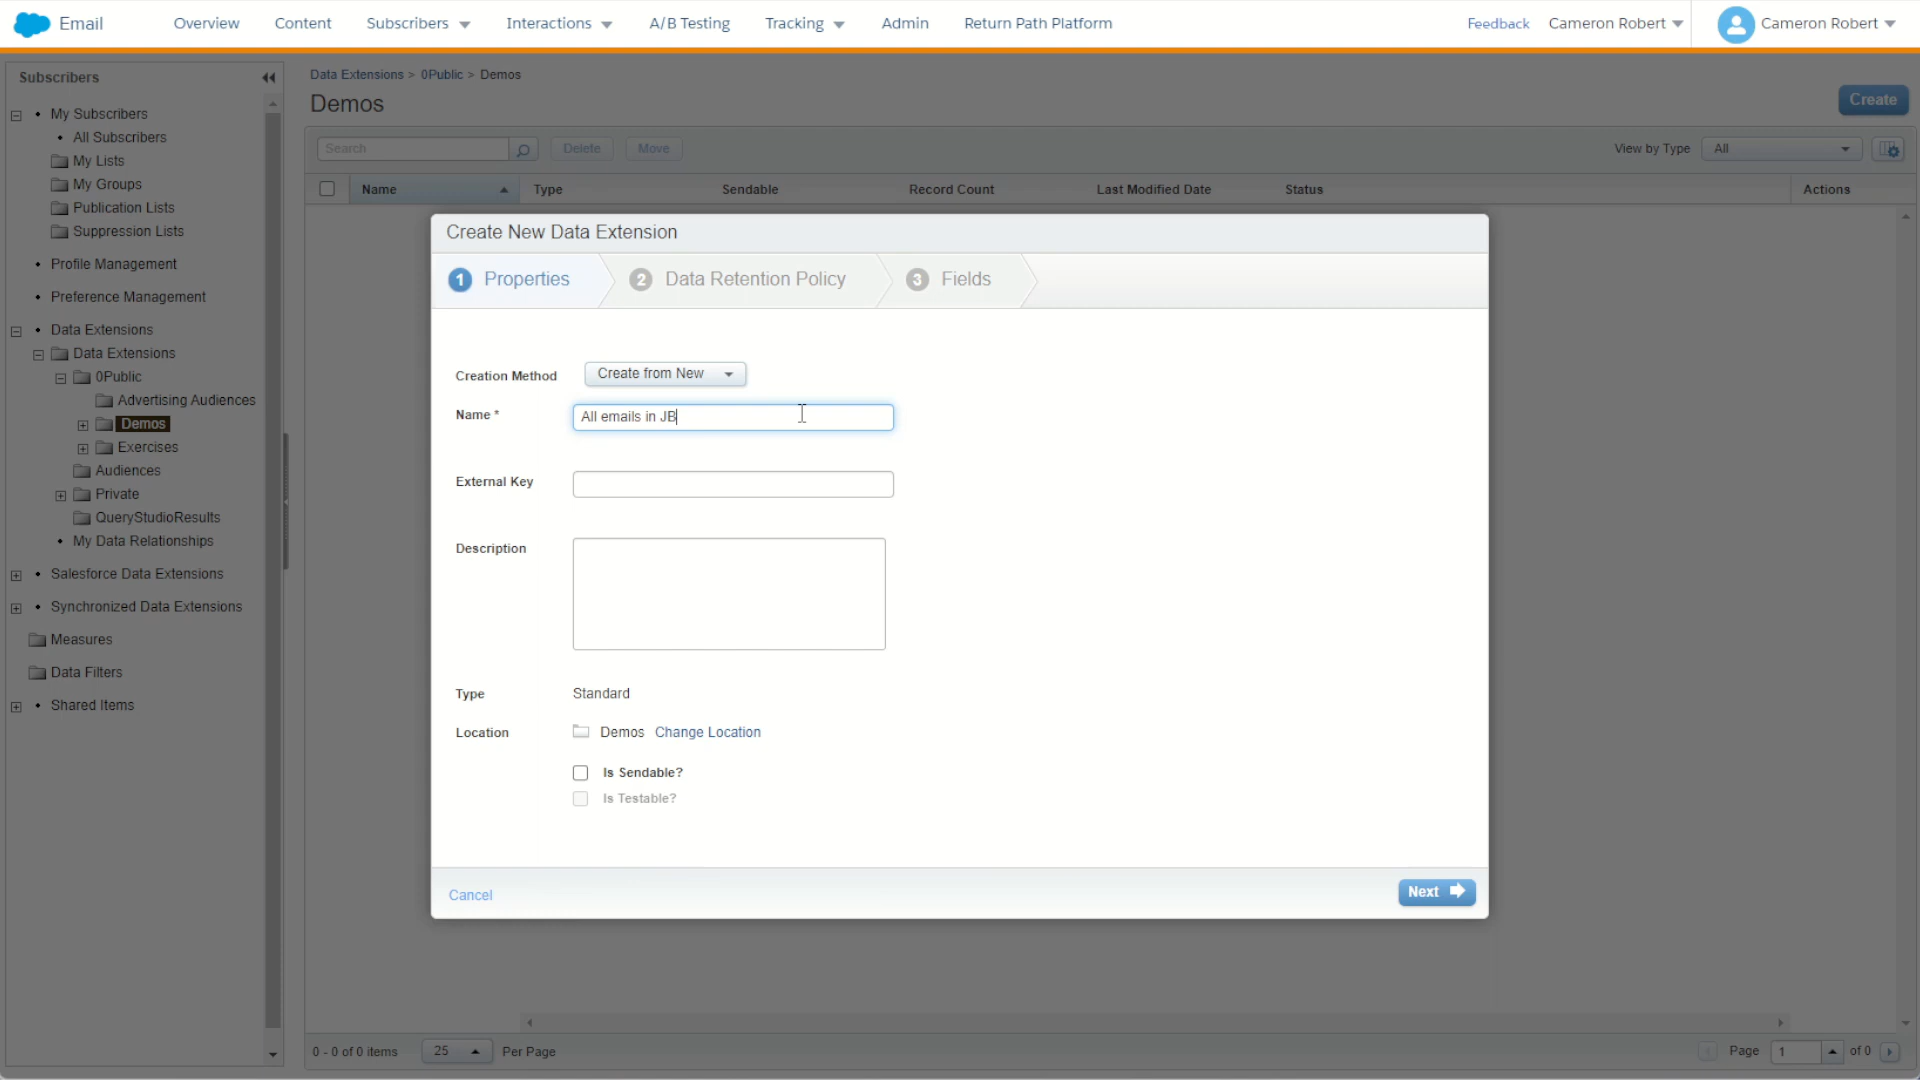 Email
Overview
Content
Subscribers
Interactions
A/B Testing
Tracking
Admin
Return Path Platform
Feedback
Cameron Robert
Cameron Robert
Subscribers
My Subscribers
All Subscribers
My Lists
My Groups
Publication Lists
Suppression Lists
Profile Management
Preference Management
Data Extensions
Data Extensions
0Public
Advertising Audiences
Demos
Exercises
Audiences
Private
QueryStudioResults
My Data Relationships
Salesforce Data Extensions
Synchronized Data Extensions
Measures
Data Filters
Shared Items
Data Extensions > 0Public > Demos
Demos
Create
Search
Delete
Move
View by Type
All
Name
Type
Sendable
Record Count
Last Modified Date
Status
Actions
Create New Data Extension
1 Properties
2 Data Retention Policy
3 Fields
Creation Method
Create from New
Name *
All emails in JB
External Key
Description
Type
Standard
Location
Demos Change Location
Is Sendable?
Is Testable?
Cancel
Next
0 - 0 of 0 items
25
Per Page
Page
1
of 0